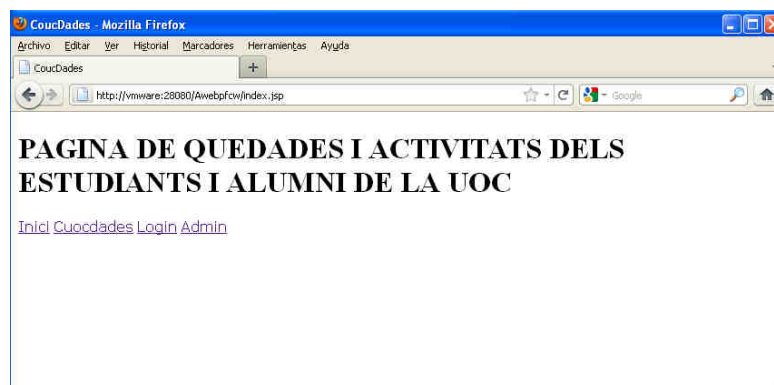 CoucDades - Mozilla Firefox
Archivo Editar Ver Historial Marcadores Herramientas Ayuda
CoucDades
http://vmware:28080/Awebpfcw/index.jsp Google
PAGINA DE QUEDADES I ACTIVITATS DELS
ESTUDIANTS I ALUMNI DE LA UOC
Inici Cuocdades Login Admin